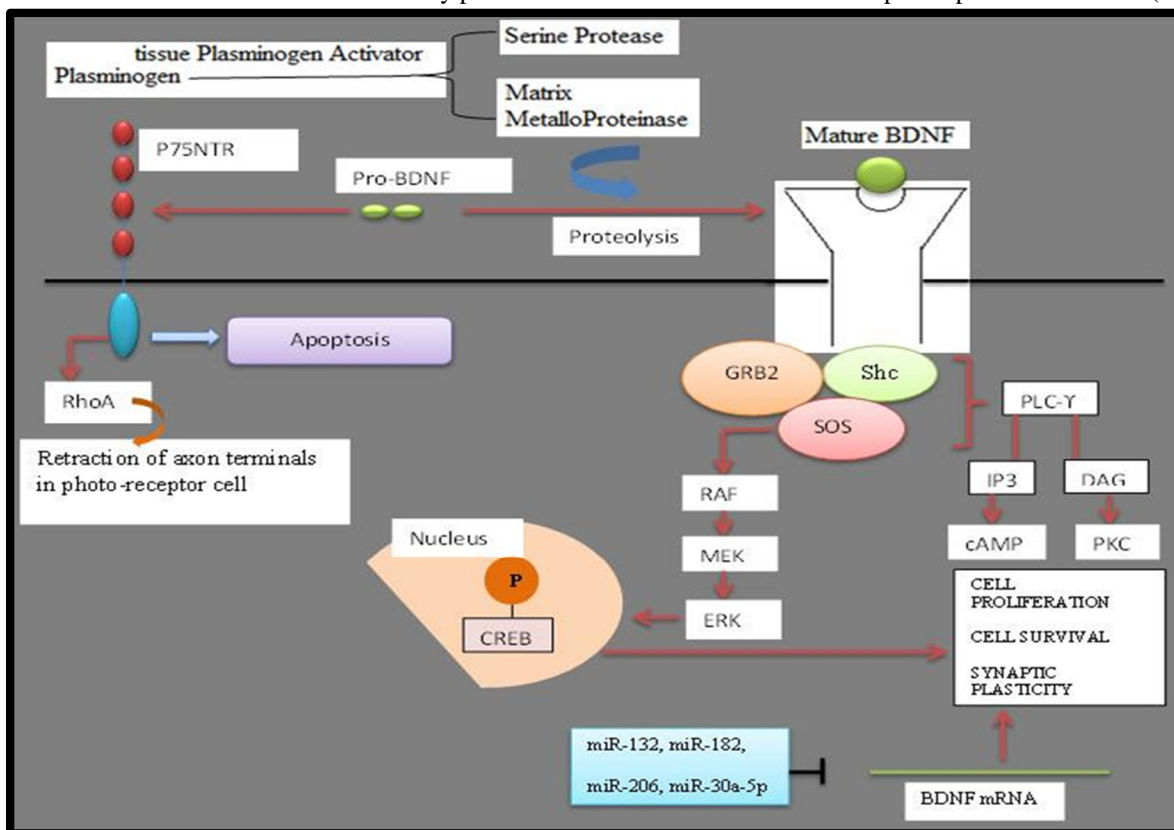 tissue Plasminogen Activator
Plasminogen
Serine Protease
Matrix
MetalloProteinase
P75NTR
Pro-BDNF
Mature BDNF
Proteolysis
Apoptosis
RhoA
Retraction of axon terminals
in photo-receptor cell
GRB2
Shc
SOS
PLC-Y
IP3
DAG
RAF
cAMP
PKC
Nucleus
MEK
P
CREB
ERK
CELL
PROLIFERATION
CELL SURVIVAL
SYNAPTIC
PLASTICITY
miR-132, miR-182,
miR-206, miR-30a-5p
BDNF mRNA